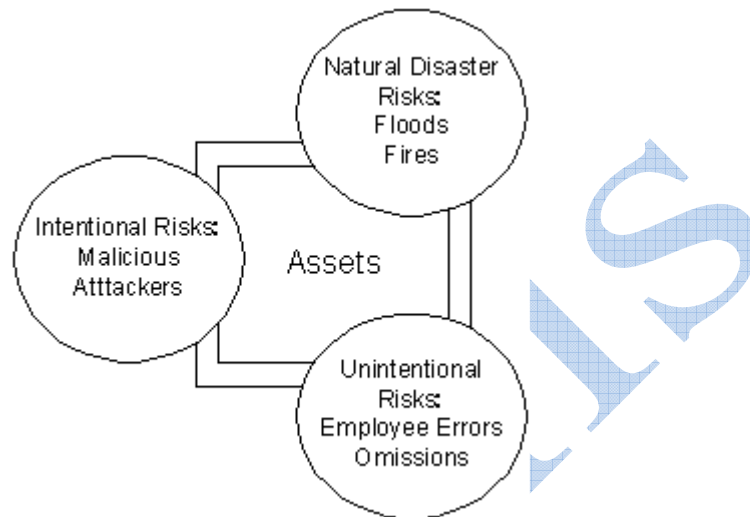 Natural Disaster
Risks:
Floods
Fires
Intentional Risks:
Malicious
Atttackers
Assets
Unintentional
Risks:
Employee Errors
Omissions